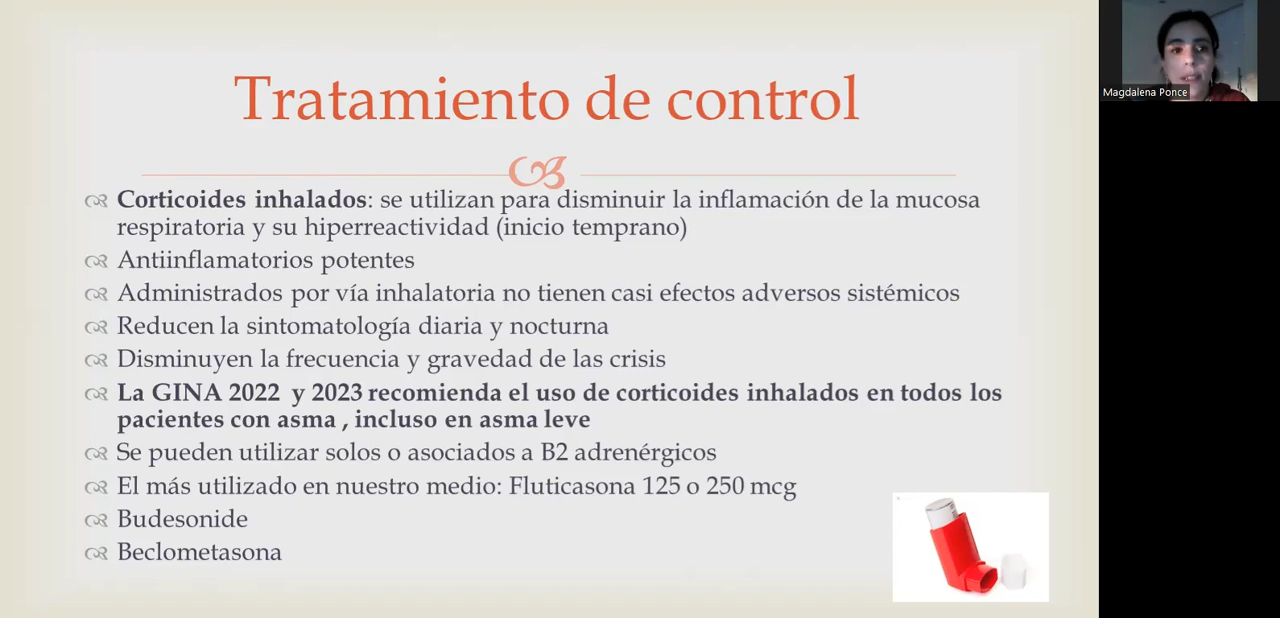 Tratamiento de control
Corticoides inhalados: se utilizan para disminuir la inflamación de la mucosa
respiratoria y su hiperreactividad (inicio temprano)
Antiinflamatorios potentes
Administrados por vía inhalatoria no tienen casi efectos adversos sistémicos
Reducen la sintomatología diaria y nocturna
Disminuyen la frecuencia y gravedad de las crisis
La GINA 2022 y 2023 recomienda el uso de corticoides inhalados en todos los
pacientes con asma , incluso en asma leve
Se pueden utilizar solos o asociados a B2 adrenérgicos
El más utilizado en nuestro medio: Fluticasona 125 o 250 mcg
Budesonide
Beclometasona
Magdalena Ponce